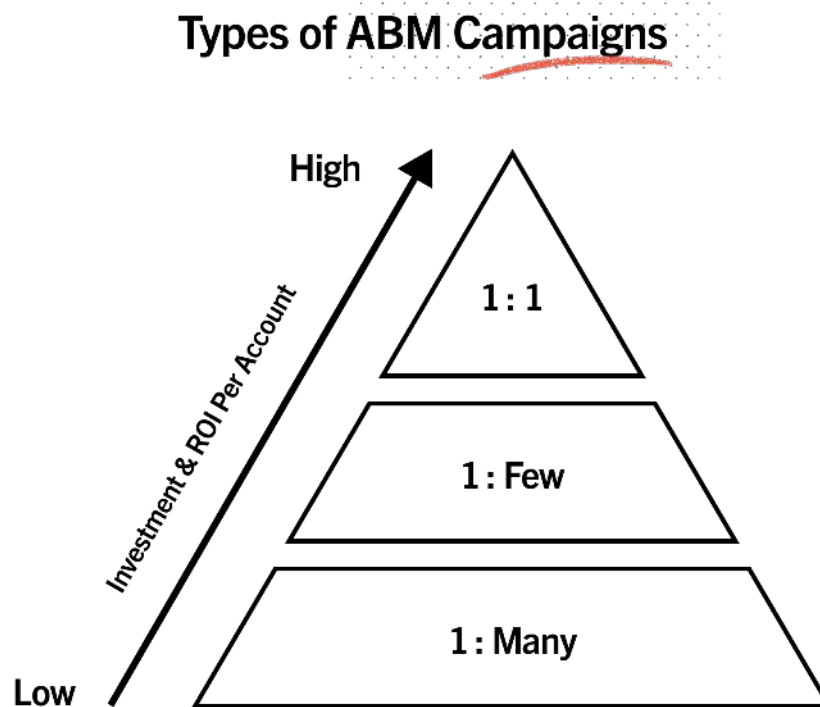 Types of ABM Campaigns
High
1 : 1
Investment & ROI Per Account
1 : Few
1 : Many
Low